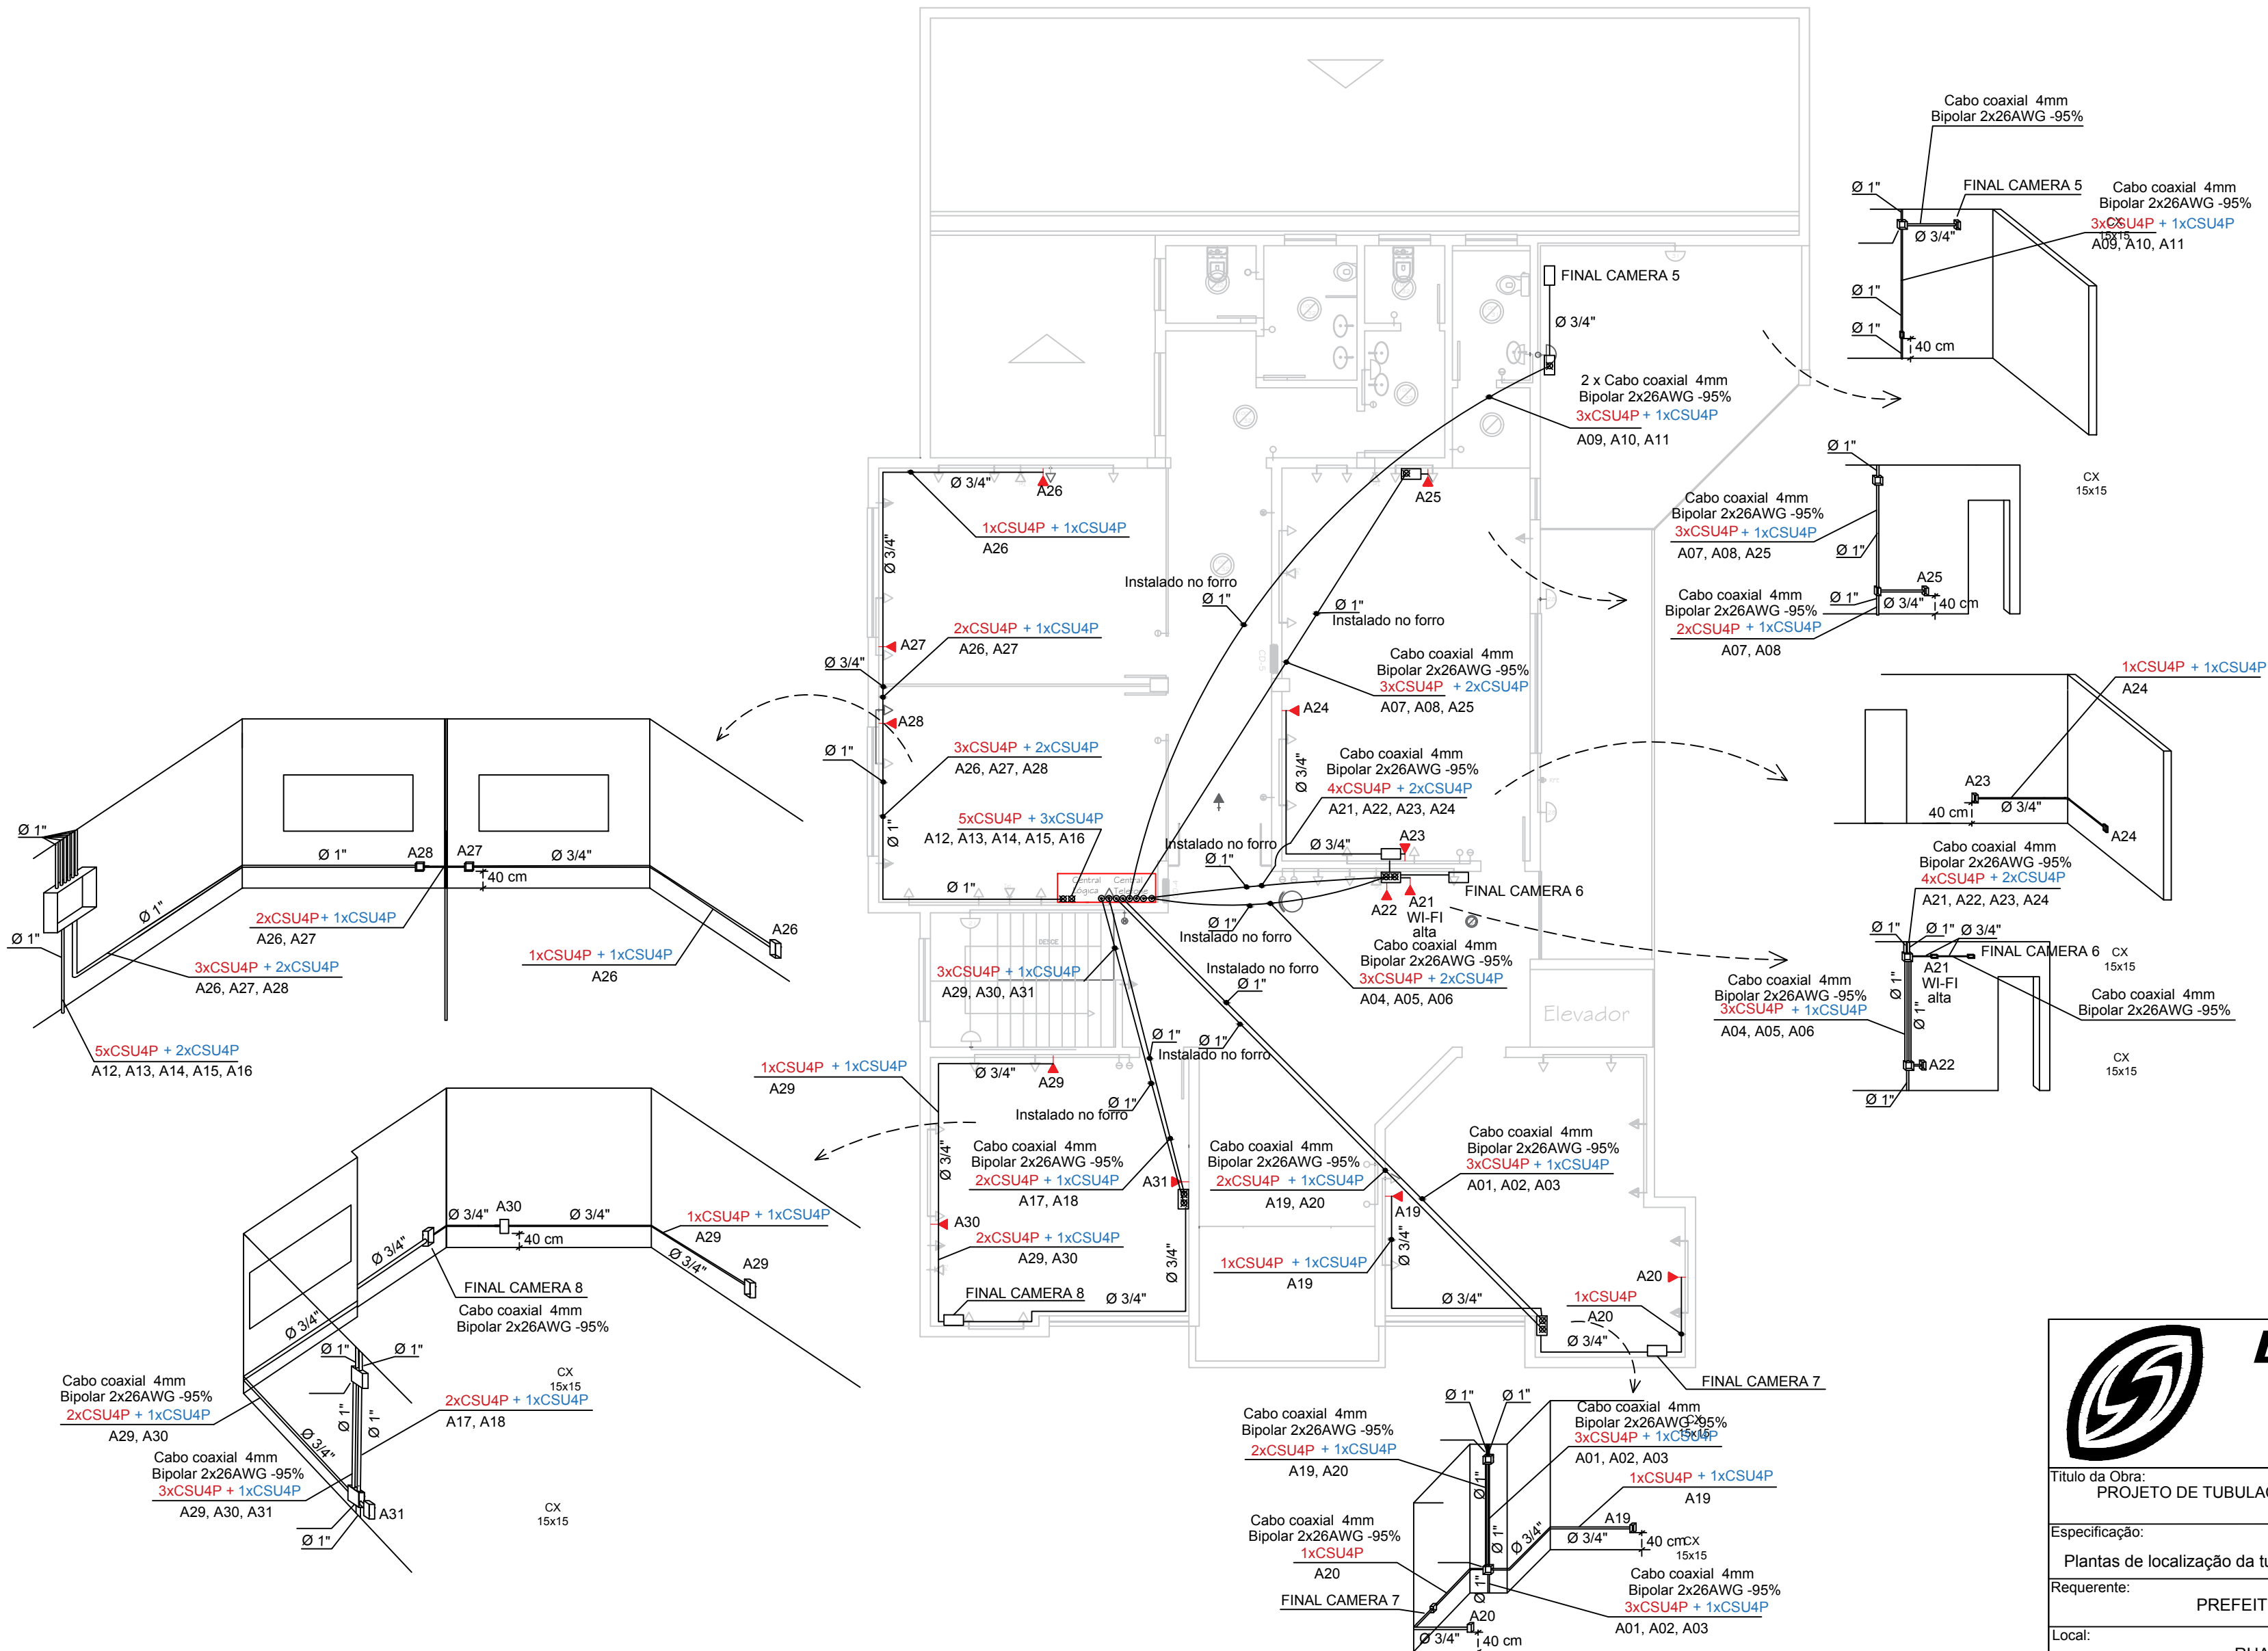 Cabo coaxial 4mm
Bipolar 2x26AWG -95%
Ø 1"
FINAL CAMERA 5
Cabo coaxial 4mm
Bipolar 2x26AWG -95%
3xCSU4P + 1xCSU4P
CX
15x15
A09, A10, A11
Ø 3/4"
Ø 1"
Ø 1"
40 cm
FINAL CAMERA 5
Ø 3/4"
2 x Cabo coaxial 4mm
Bipolar 2x26AWG -95%
3xCSU4P + 1xCSU4P
A09, A10, A11
Ø 1"
CX
15x15
Cabo coaxial 4mm
Bipolar 2x26AWG -95%
3xCSU4P + 1xCSU4P
A07, A08, A25
Ø 1"
A25
Cabo coaxial 4mm
Bipolar 2x26AWG -95%
2xCSU4P + 1xCSU4P
A07, A08
Ø 1"
Ø 3/4"
40 cm
Ø 3/4"
A26
1xCSU4P + 1xCSU4P
A26
Ø 3/4"
A25
Instalado no forro
Ø 1"
Ø 1"
Instalado no forro
2xCSU4P + 1xCSU4P
A26, A27
A27
Ø 3/4"
Cabo coaxial 4mm
Bipolar 2x26AWG -95%
3xCSU4P + 2xCSU4P
A07, A08, A25
A24
A28
Ø 1"
3xCSU4P + 2xCSU4P
A26, A27, A28
Cabo coaxial 4mm
Bipolar 2x26AWG -95%
4xCSU4P + 2xCSU4P
A21, A22, A23, A24
Ø 3/4"
1xCSU4P + 1xCSU4P
A24
A23
40 cm
Ø 3/4"
A24
5xCSU4P + 3xCSU4P
A12, A13, A14, A15, A16
Ø 1"
Instalado no forro
Ø 1"
Ø 3/4"
A23
Ø 1"
Central
Lógica
Central
Telefone
FINAL CAMERA 6
A22
A21
WI-FI
alta
Ø 1"
Instalado no forro
Cabo coaxial 4mm
Bipolar 2x26AWG -95%
3xCSU4P + 2xCSU4P
A04, A05, A06
DESCE
3xCSU4P + 1xCSU4P
A29, A30, A31
Instalado no forro
Ø 1"
Elevador
Cabo coaxial 4mm
Bipolar 2x26AWG -95%
4xCSU4P + 2xCSU4P
A21, A22, A23, A24
Ø 1"
Ø 1"
Ø 3/4"
FINAL CAMERA 6
CX
15x15
A21
WI-FI
alta
Cabo coaxial 4mm
Bipolar 2x26AWG -95%
3xCSU4P + 1xCSU4P
A04, A05, A06
Ø 1"
Ø 1"
Cabo coaxial 4mm
Bipolar 2x26AWG -95%
CX
15x15
A22
Ø 1"
Ø 1"
Ø 1"
Ø 1"
A28
A27
Ø 3/4"
40 cm
Ø 1"
Ø 1"
2xCSU4P + 1xCSU4P
A26, A27
A26
3xCSU4P + 2xCSU4P
A26, A27, A28
1xCSU4P + 1xCSU4P
A26
5xCSU4P + 2xCSU4P
A12, A13, A14, A15, A16
1xCSU4P + 1xCSU4P
A29
Ø 3/4"
A29
Ø 1"
Instalado no forro
Ø 1"
Ø 1"
Instalado no forro
Cabo coaxial 4mm
Bipolar 2x26AWG -95%
2xCSU4P + 1xCSU4P
A17, A18
Ø 3/4"
A31
A30
2xCSU4P + 1xCSU4P
A29, A30
Ø 3/4"
FINAL CAMERA 8
Ø 3/4"
Cabo coaxial 4mm
Bipolar 2x26AWG -95%
2xCSU4P + 1xCSU4P
A19, A20
Cabo coaxial 4mm
Bipolar 2x26AWG -95%
3xCSU4P + 1xCSU4P
A01, A02, A03
A19
Ø 3/4"
1xCSU4P + 1xCSU4P
A19
A20
1xCSU4P
A20
Ø 3/4"
Ø 3/4"
FINAL CAMERA 7
A30
Ø 3/4"
Ø 3/4"
1xCSU4P + 1xCSU4P
A29
40 cm
Ø 3/4"
Ø 3/4"
A29
FINAL CAMERA 8
Cabo coaxial 4mm
Bipolar 2x26AWG -95%
Ø 3/4"
Ø 1"
Ø 1"
CX
15x15
Cabo coaxial 4mm
Bipolar 2x26AWG -95%
2xCSU4P + 1xCSU4P
A29, A30
2xCSU4P + 1xCSU4P
A17, A18
Ø 1"
Ø 1"
Ø 3/4"
Cabo coaxial 4mm
Bipolar 2x26AWG -95%
3xCSU4P + 1xCSU4P
A29, A30, A31
A31
Ø 1"
CX
15x15
Ø 1"
Ø 1"
Cabo coaxial 4mm
Bipolar 2x26AWG -95%
2xCSU4P + 1xCSU4P
A19, A20
Cabo coaxial 4mm
Bipolar 2x26AWG -95%
CX
15x15
3xCSU4P + 1xCSU4P
A01, A02, A03
Ø 1"
1xCSU4P + 1xCSU4P
A19
Cabo coaxial 4mm
Bipolar 2x26AWG -95%
1xCSU4P
A20
Ø 1"
Ø 3/4"
A19
Ø 3/4"
40 cm
CX
15x15
Cabo coaxial 4mm
Bipolar 2x26AWG -95%
3xCSU4P + 1xCSU4P
A01, A02, A03
FINAL CAMERA 7
Ø 1"
A20
Ø 3/4"
40 cm
Titulo da Obra:
PROJETO DE TUBULA
Especificação:
Plantas de localização da
Requerente:
PREFEIT
Local: